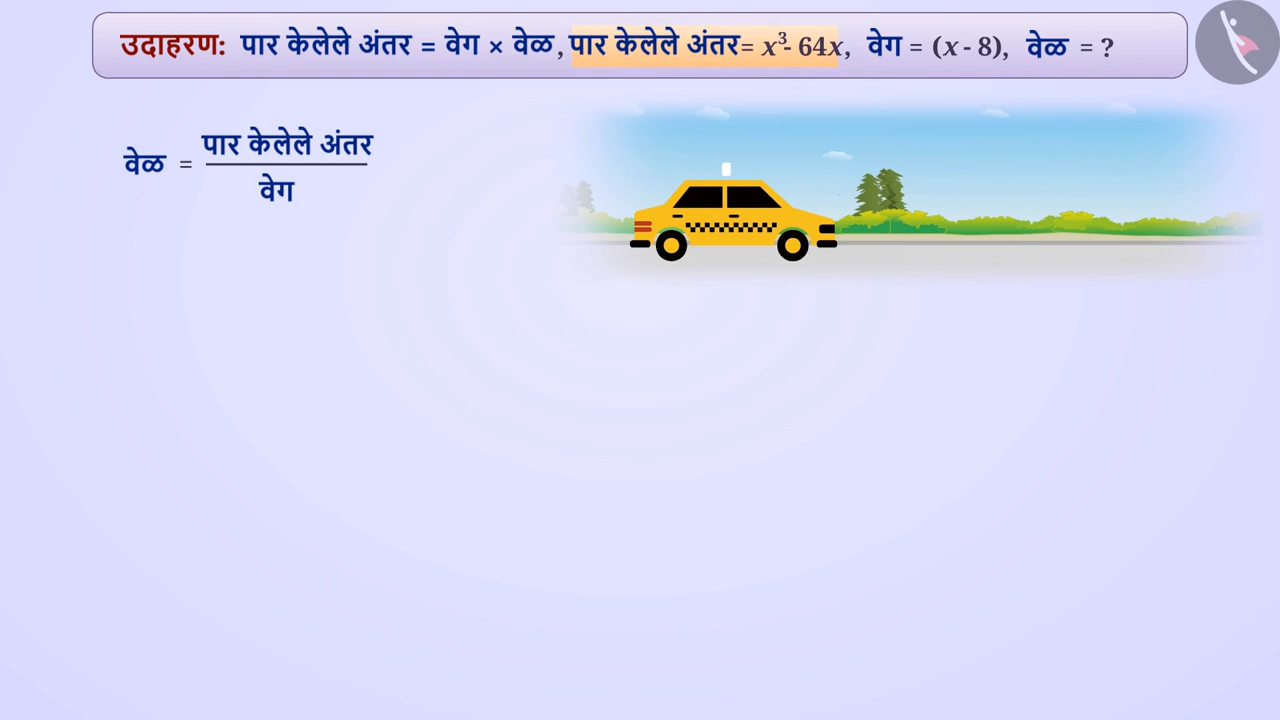 उदाहरण: पार केलेले अंतर = वेग × वेळ, पार केलेले अंतर= x³- 64x, वेग = (x - 8), वेळ = ?
वेळ = पार केलेले अंतर
वेग